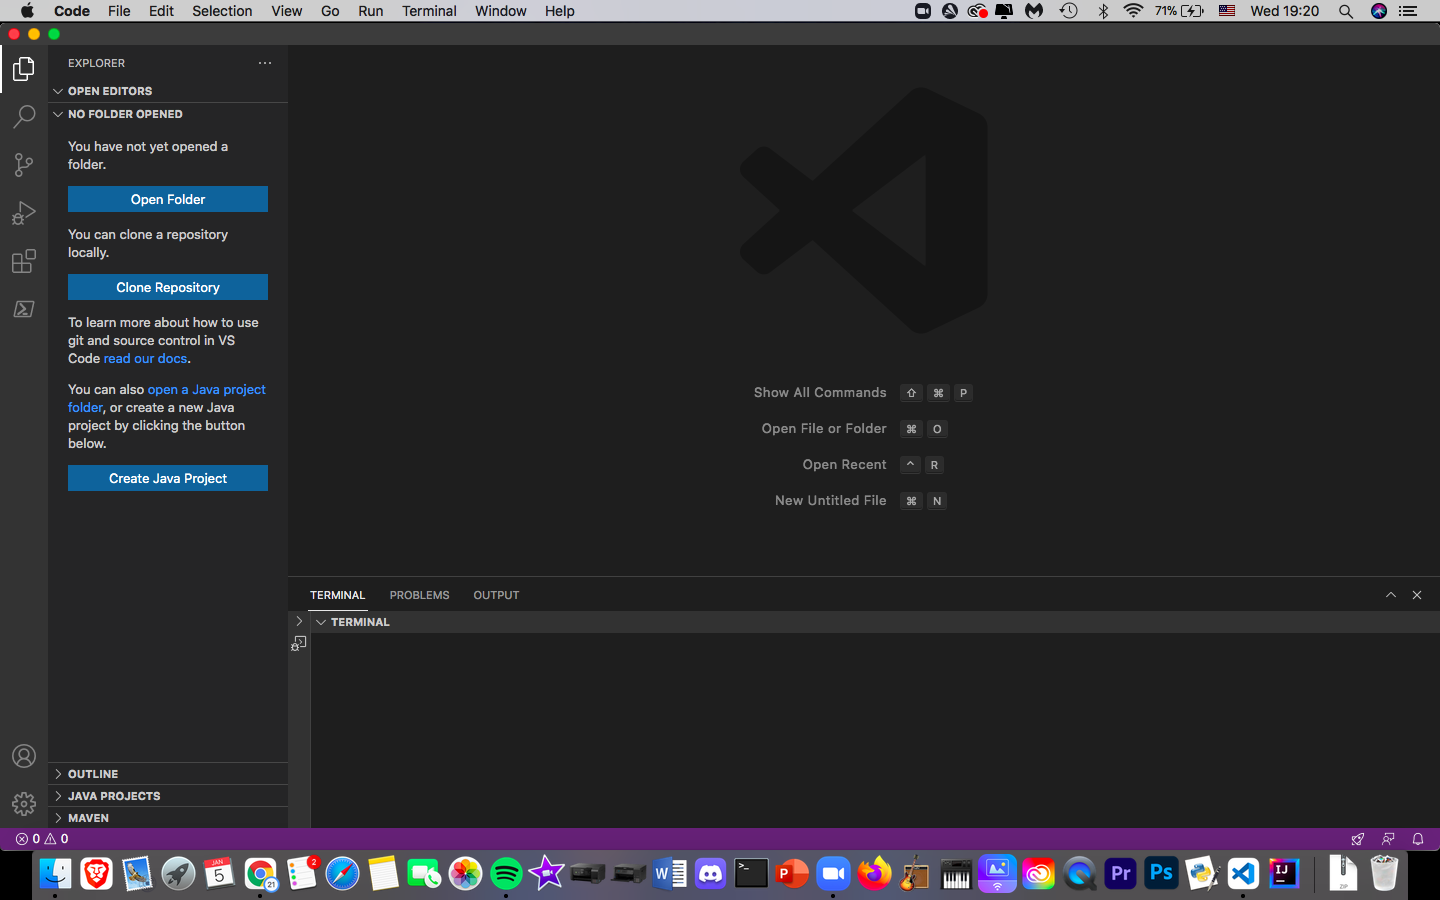 Code File Edit Selection View Go Run Terminal Window Help 71% Wed 19:20
EXPLORER
OPEN EDITORS
NO FOLDER OPENED
You have not yet opened a
folder.
Open Folder
You can clone a repository
locally.
Clone Repository
To learn more about how to use
git and source control in VS
Code read our docs.
You can also open a Java project
folder, or create a new Java
project by clicking the button
below.
Create Java Project
OUTLINE
JAVA PROJECTS
MAVEN
Show All Commands ⇧ ⌘ P
Open File or Folder ⌘ O
Open Recent ⌃ R
New Untitled File ⌘ N
TERMINAL PROBLEMS OUTPUT
TERMINAL
0 0
JAN
5
21
2
W
P
Pr
Ps
IJ
ZIP